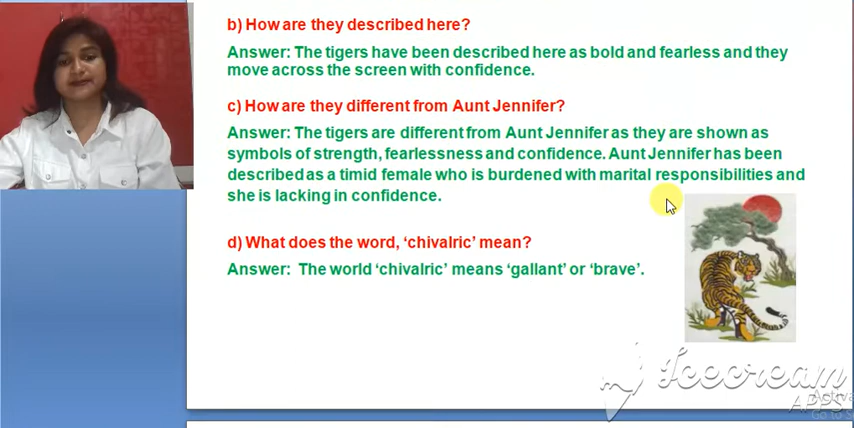 b) How are they described here?
Answer: The tigers have been described here as bold and fearless and they
move across the screen with confidence.
c) How are they different from Aunt Jennifer?
Answer: The tigers are different from Aunt Jennifer as they are shown as
symbols of strength, fearlessness and confidence. Aunt Jennifer has been
described as a timid female who is burdened with marital responsibilities and
she is lacking in confidence.
d) What does the word, ‘chivalric’ mean?
Answer:  The world ‘chivalric’ means ‘gallant’ or ‘brave’.
Icecream
APPS
Activa
Go to S